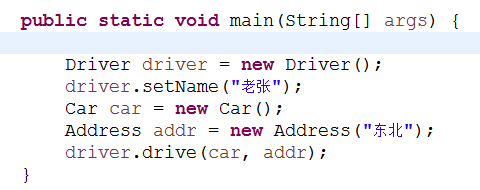 public static void main(String[] args) {
Driver driver = new Driver();
driver.setName("老张");
Car car = new Car();
Address addr = new Address("东北");
driver.drive(car, addr);
}